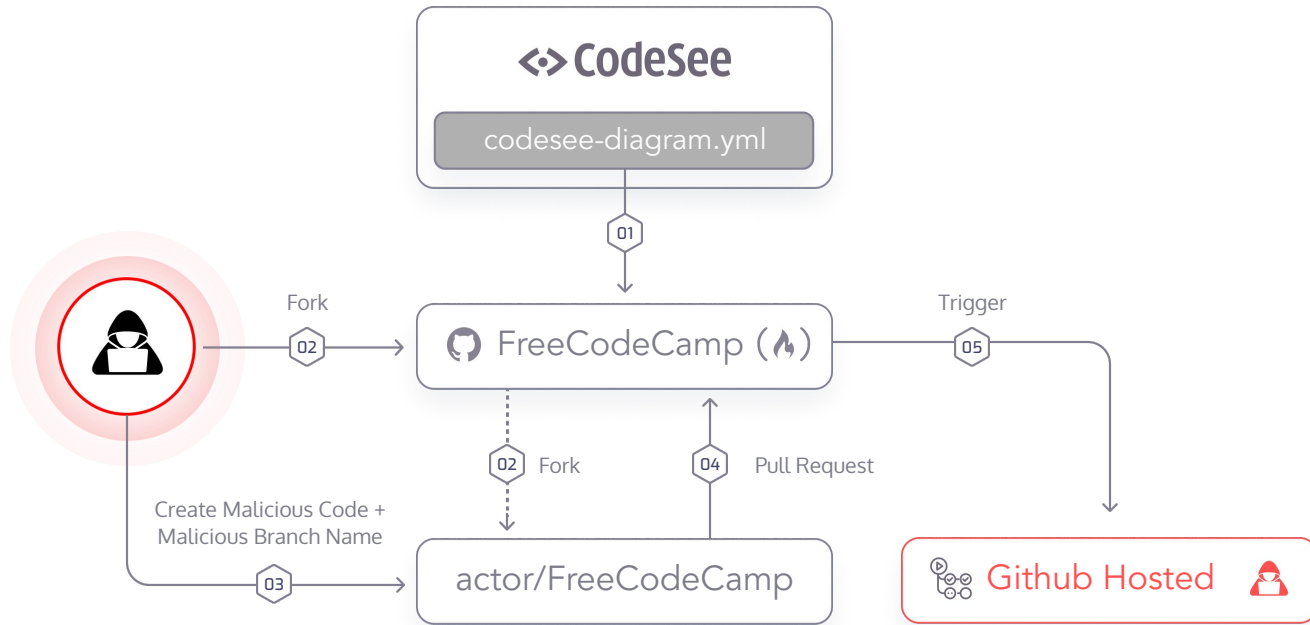 CodeSee
codesee-diagram.yml
01
Fork
02
FreeCodeCamp ( )
Trigger
05
02
Fork
04
Pull Request
Create Malicious Code +
Malicious Branch Name
03
actor/FreeCodeCamp
Github Hosted